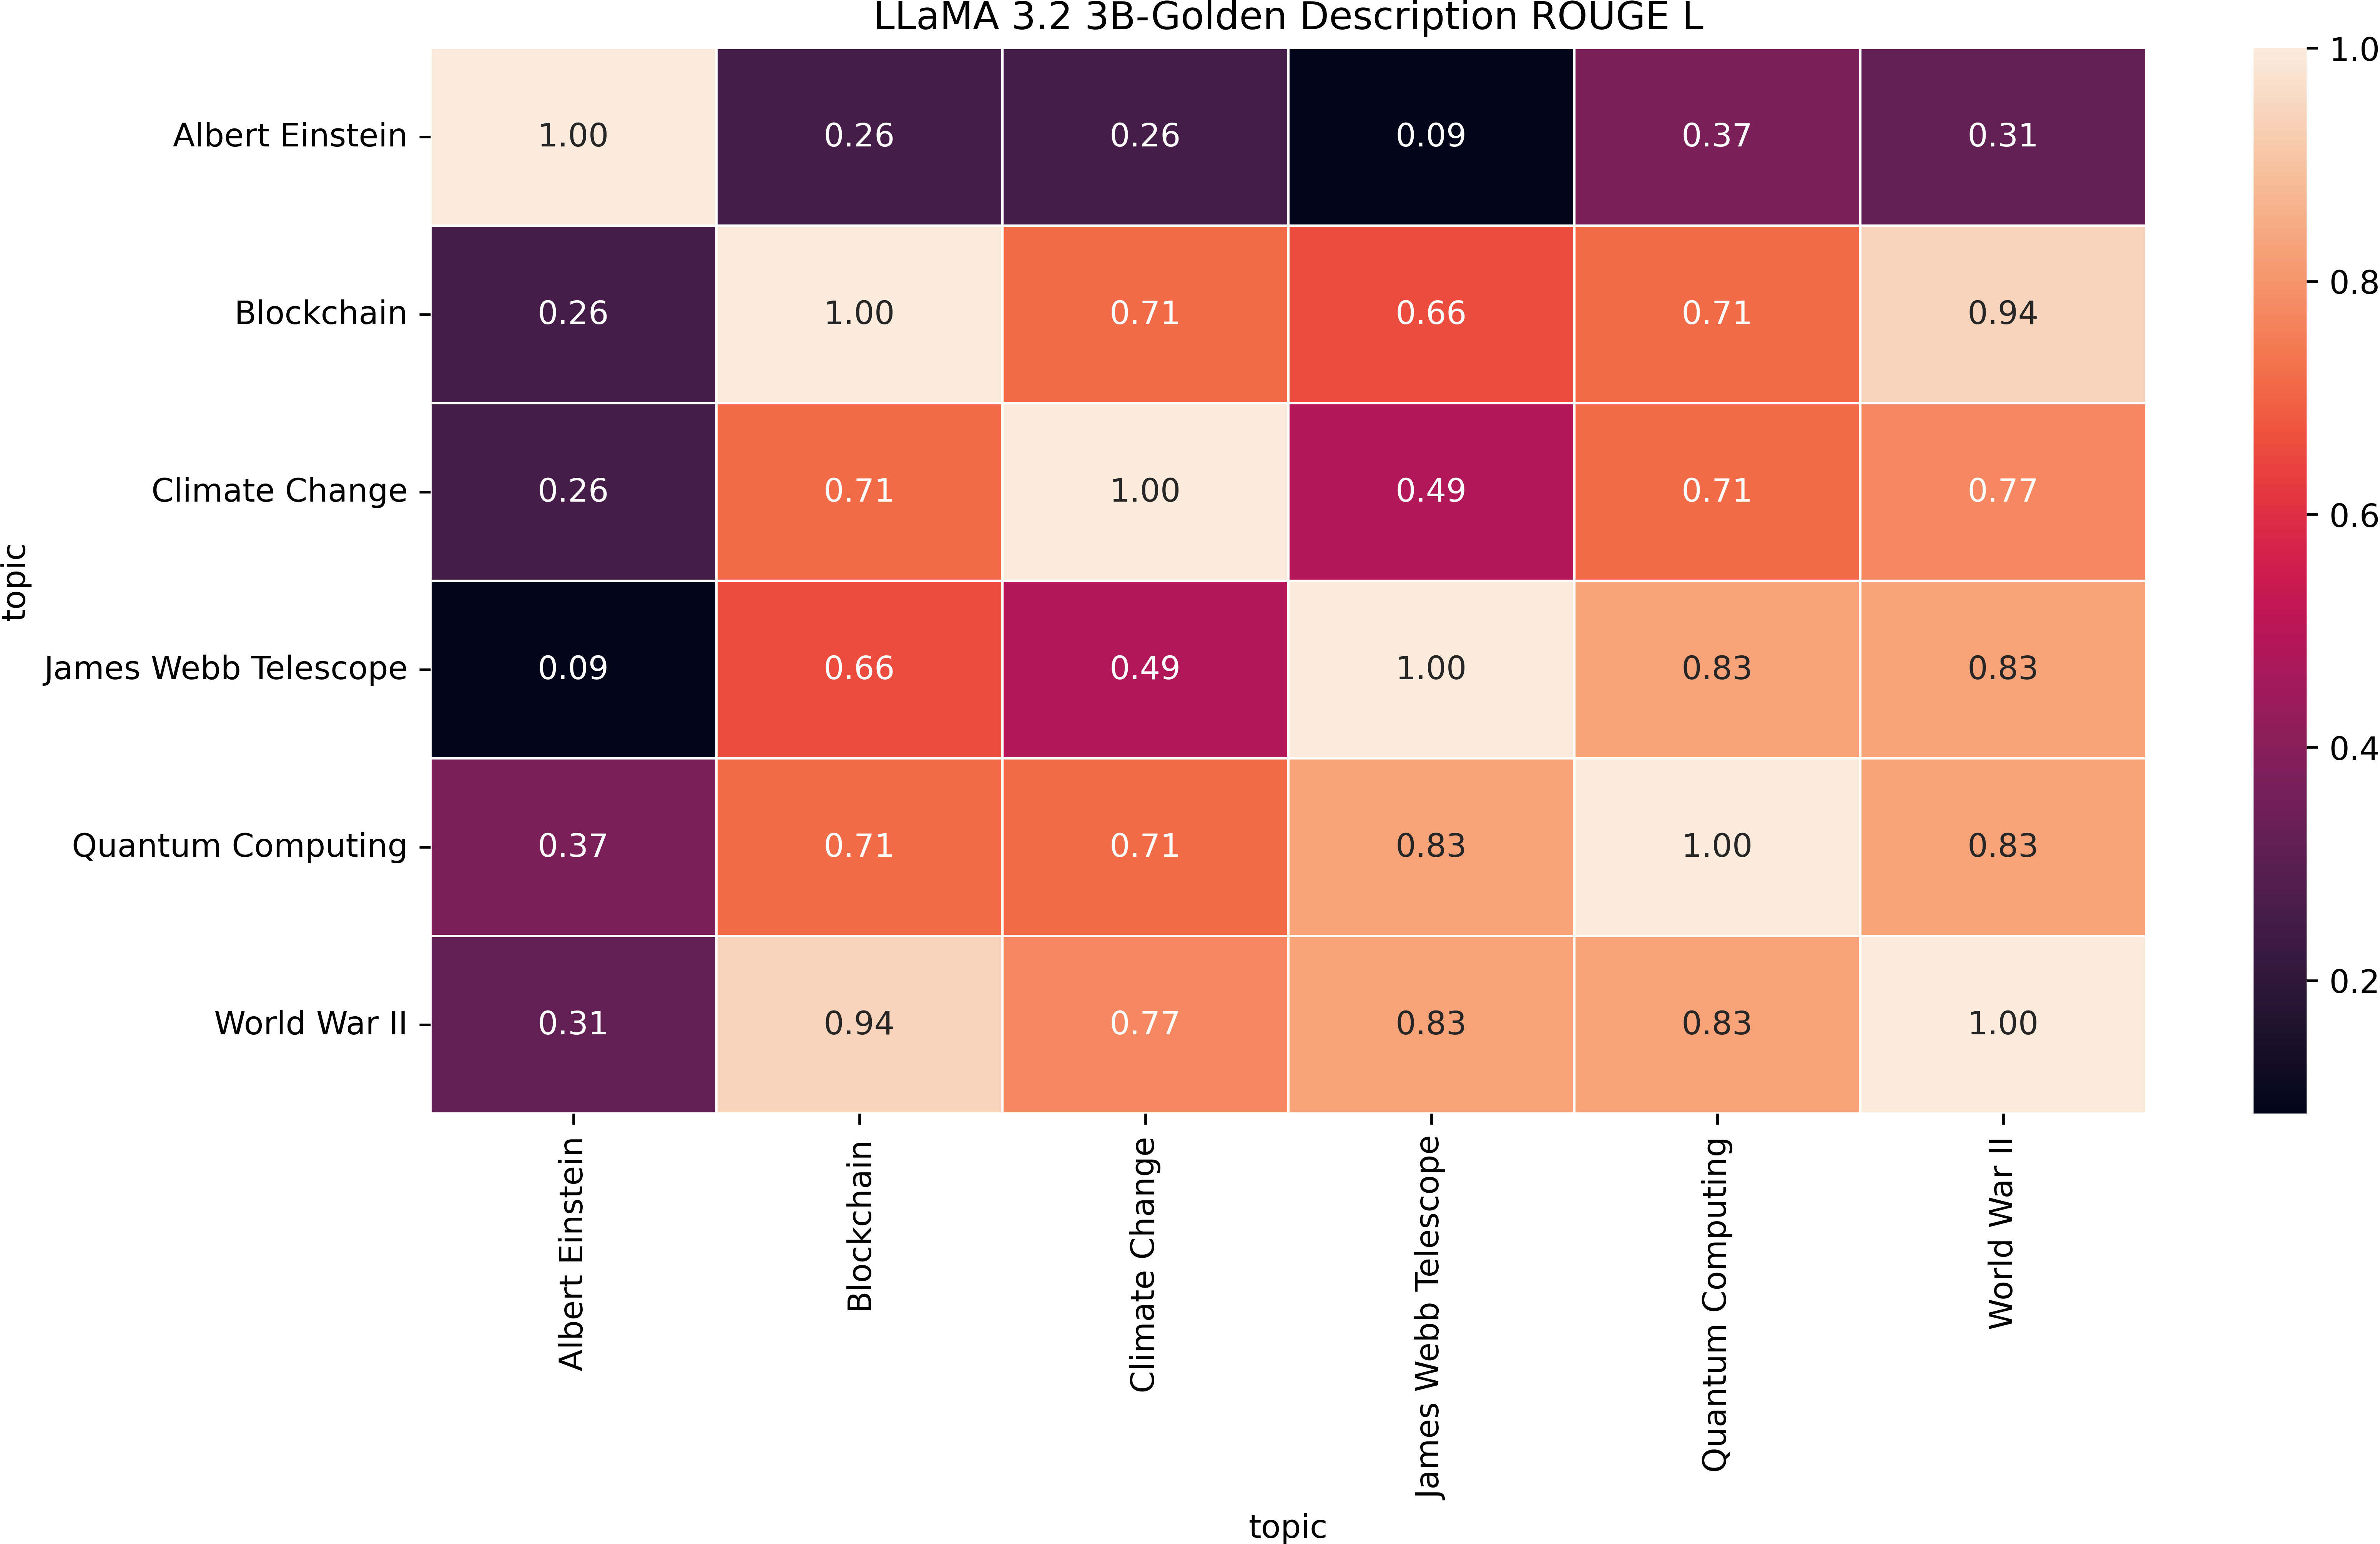 LLaMA 3.2 3B-Golden Description ROUGE L
Albert Einstein 1.00 0.26 0.26 0.09 0.37 0.31
Blockchain 0.26 1.00 0.71 0.66 0.71 0.94
Climate Change 0.26 0.71 1.00 0.49 0.71 0.77
James Webb Telescope 0.09 0.66 0.49 1.00 0.83 0.83
Quantum Computing 0.37 0.71 0.71 0.83 1.00 0.83
World War II 0.31 0.94 0.77 0.83 0.83 1.00
topic
Albert Einstein
Blockchain
Climate Change
James Webb Telescope
Quantum Computing
World War II
topic
1.0
0.8
0.6
0.4
0.2